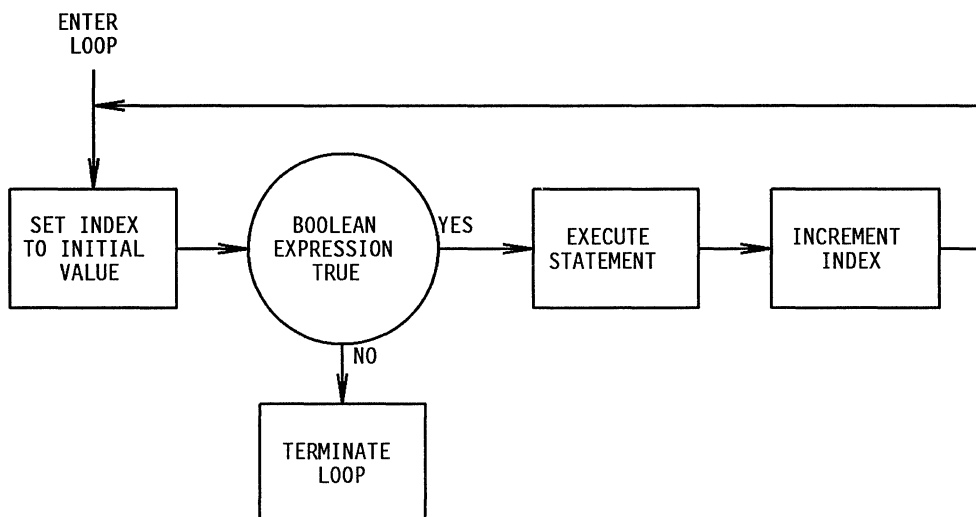 ENTER
LOOP
SET INDEX
TO INITIAL
VALUE
BOOLEAN
EXPRESSION
TRUE
YES
EXECUTE
STATEMENT
INCREMENT
INDEX
NO
TERMINATE
LOOP